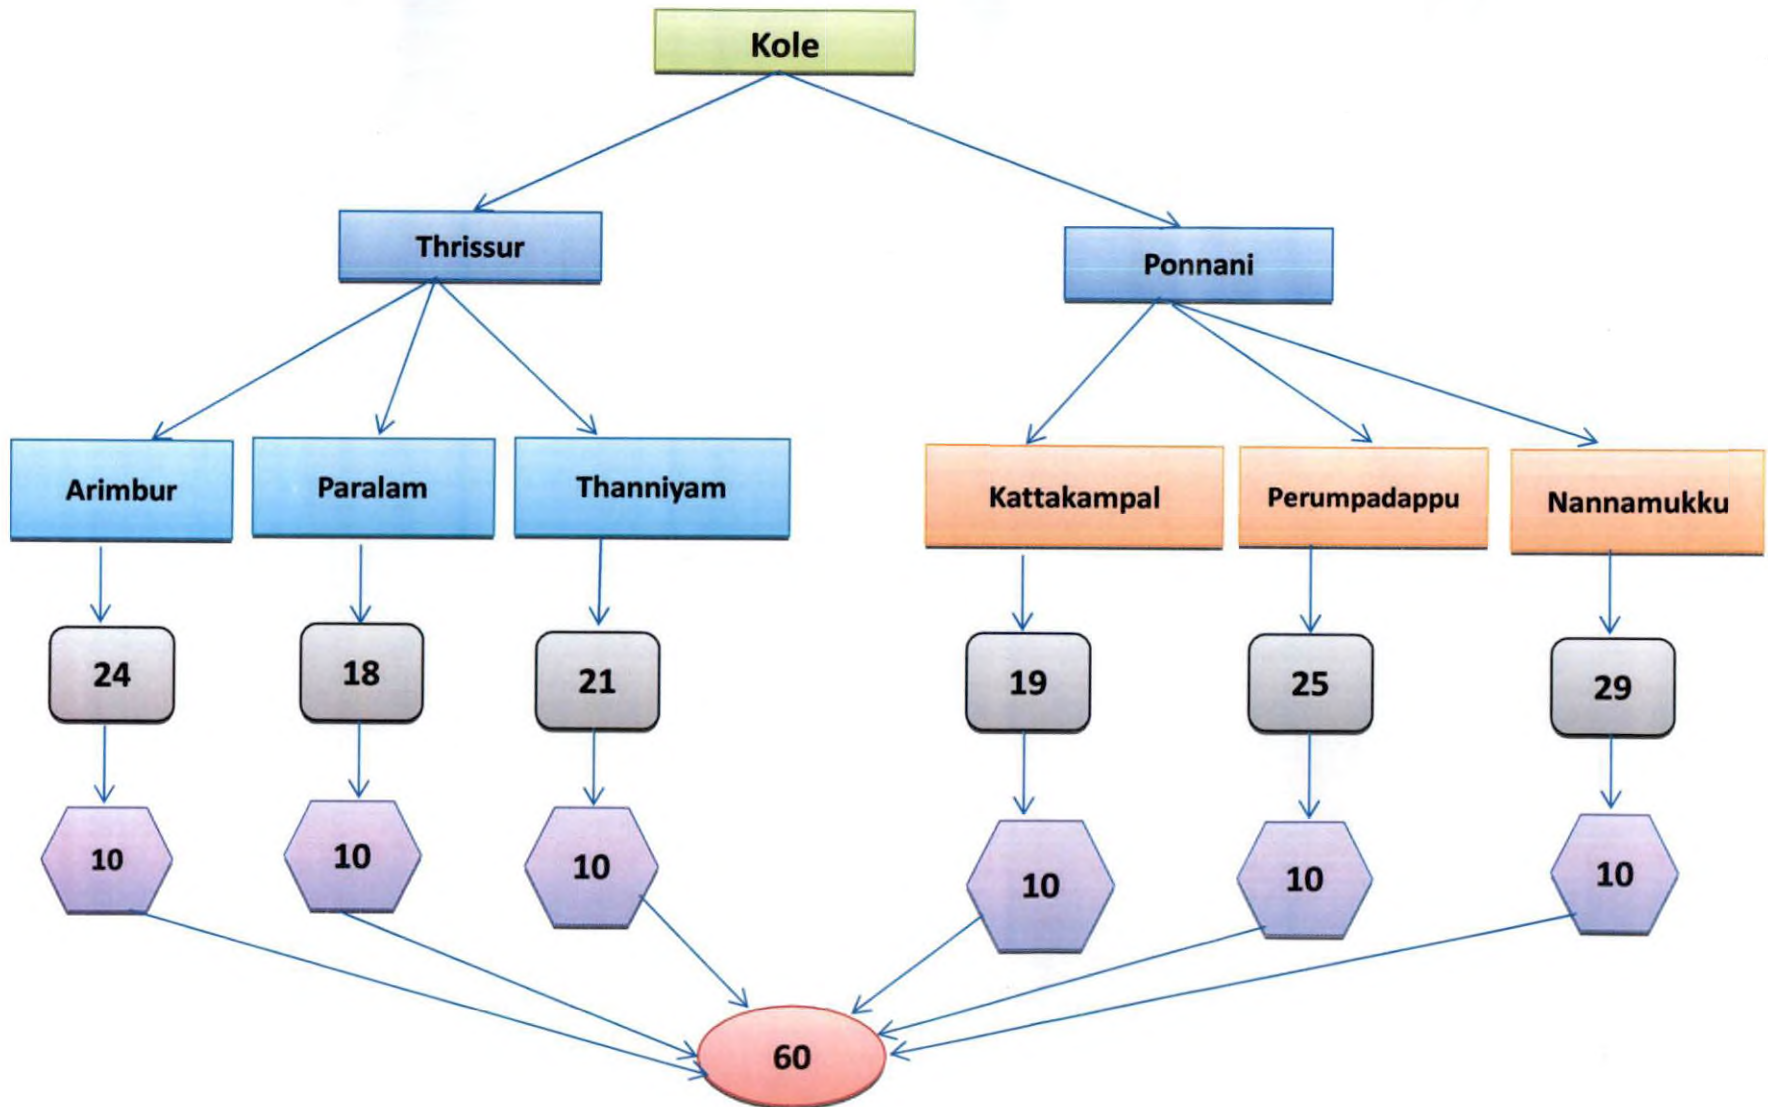 Kole
Thrissur
Ponnani
Arimbur
Paralam
Thanniyam
Kattakampal
Perumpadappu
Nannamukku
24
18
21
19
25
29
10
10
10
10
10
10
60